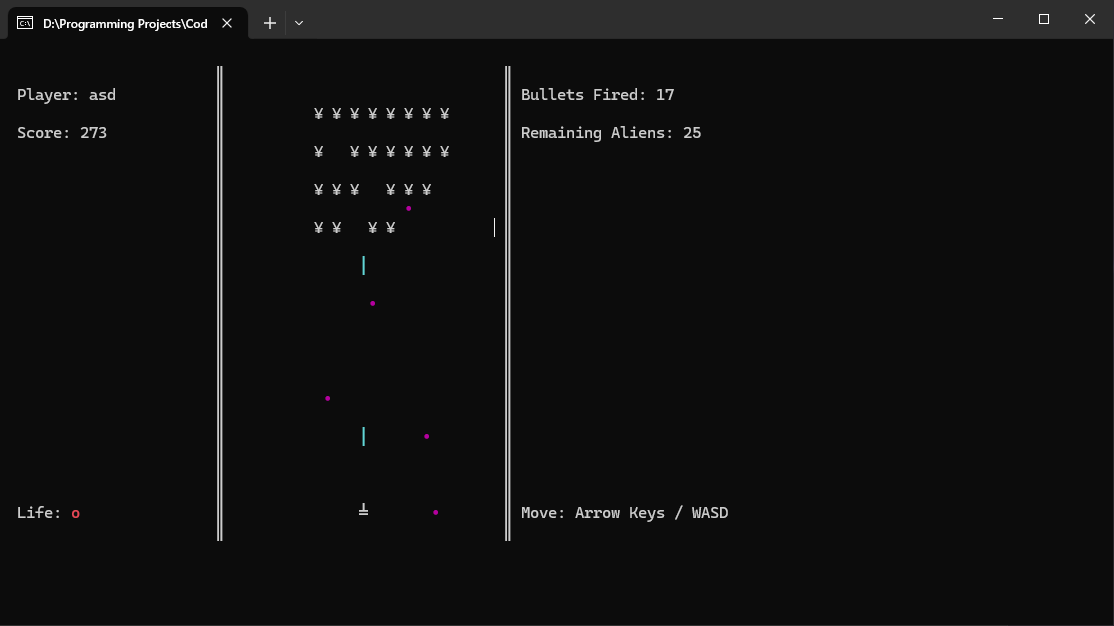 D:\Programming Projects\Cod
Player: asd
Bullets Fired: 17
¥ ¥ ¥ ¥ ¥ ¥ ¥ ¥
Score: 273
Remaining Aliens: 25
¥   ¥ ¥ ¥ ¥ ¥ ¥
¥ ¥ ¥   ¥ ¥ ¥
¥ ¥   ¥ ¥
Life: o
Move: Arrow Keys / WASD